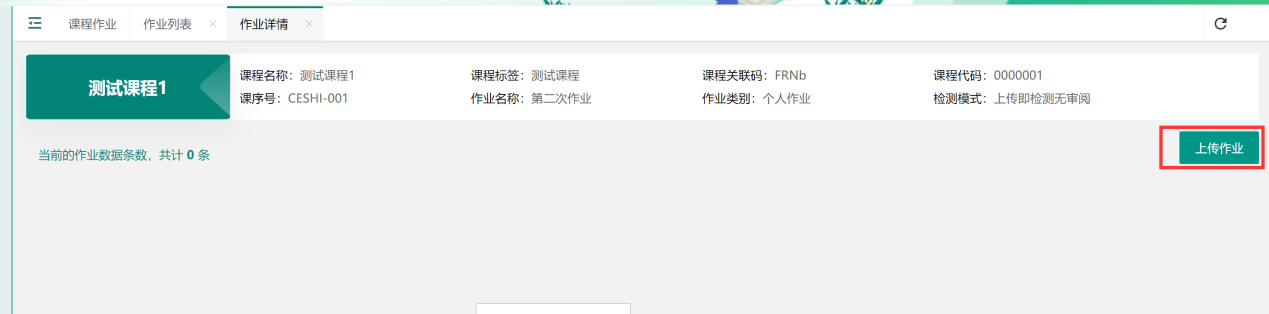 课程作业 作业列表 作业详情
测试课程1
课程名称：测试课程1 课程标签：测试课程 课程关联码：FRNb 课程代码：0000001
课序号：CESHI-001 作业名称：第二次作业 作业类别：个人作业 检测模式：上传即检测无审阅
当前的作业数据条数，共计 0 条
上传作业